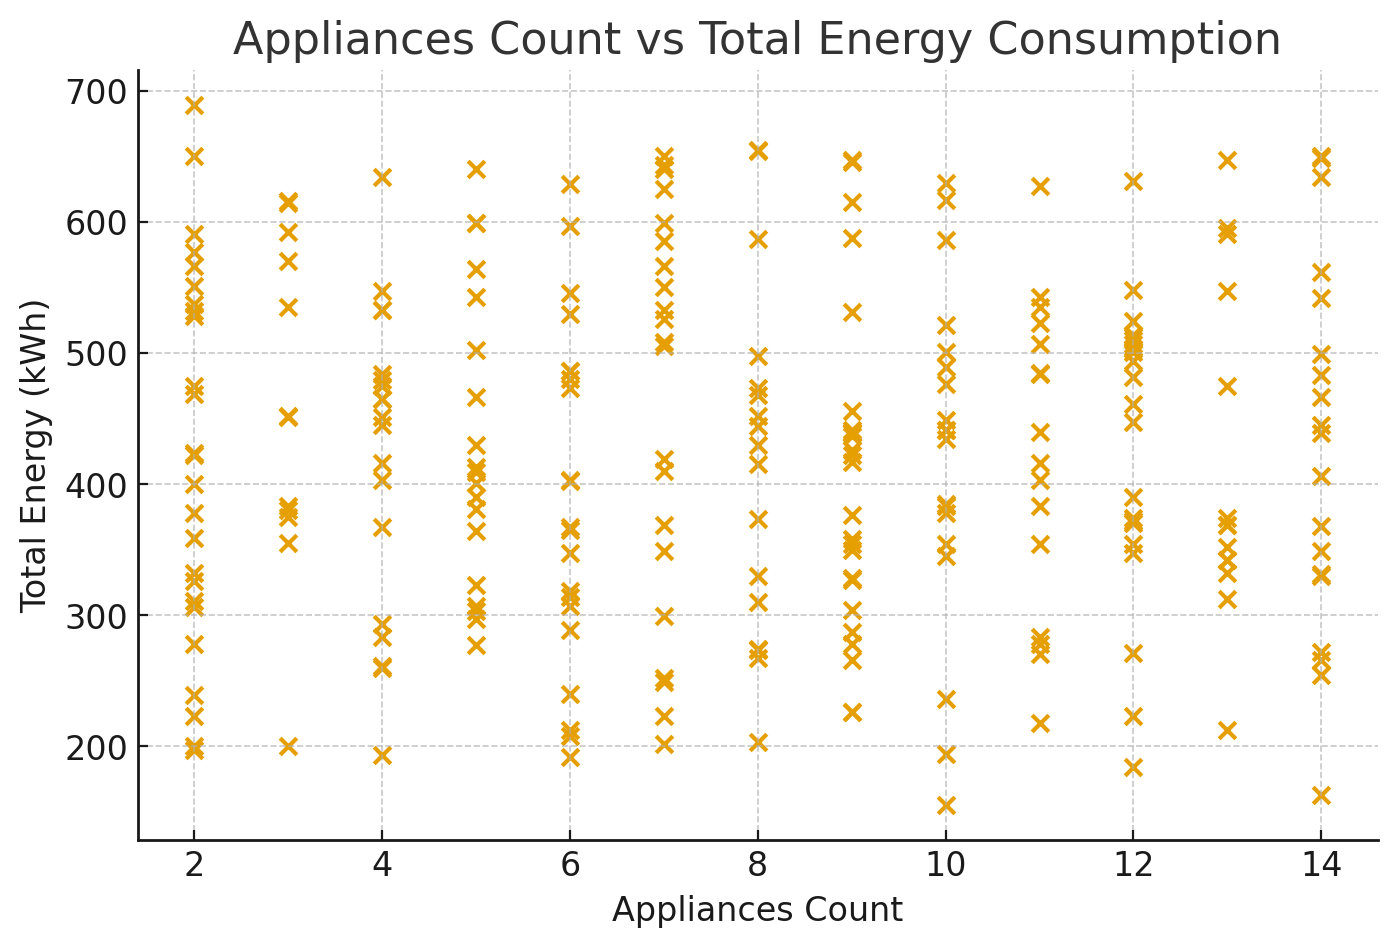 Appliances Count vs Total Energy Consumption
700
600
500
400
300
200
Total Energy (kWh)
2 4 6 8 10 12 14
Appliances Count